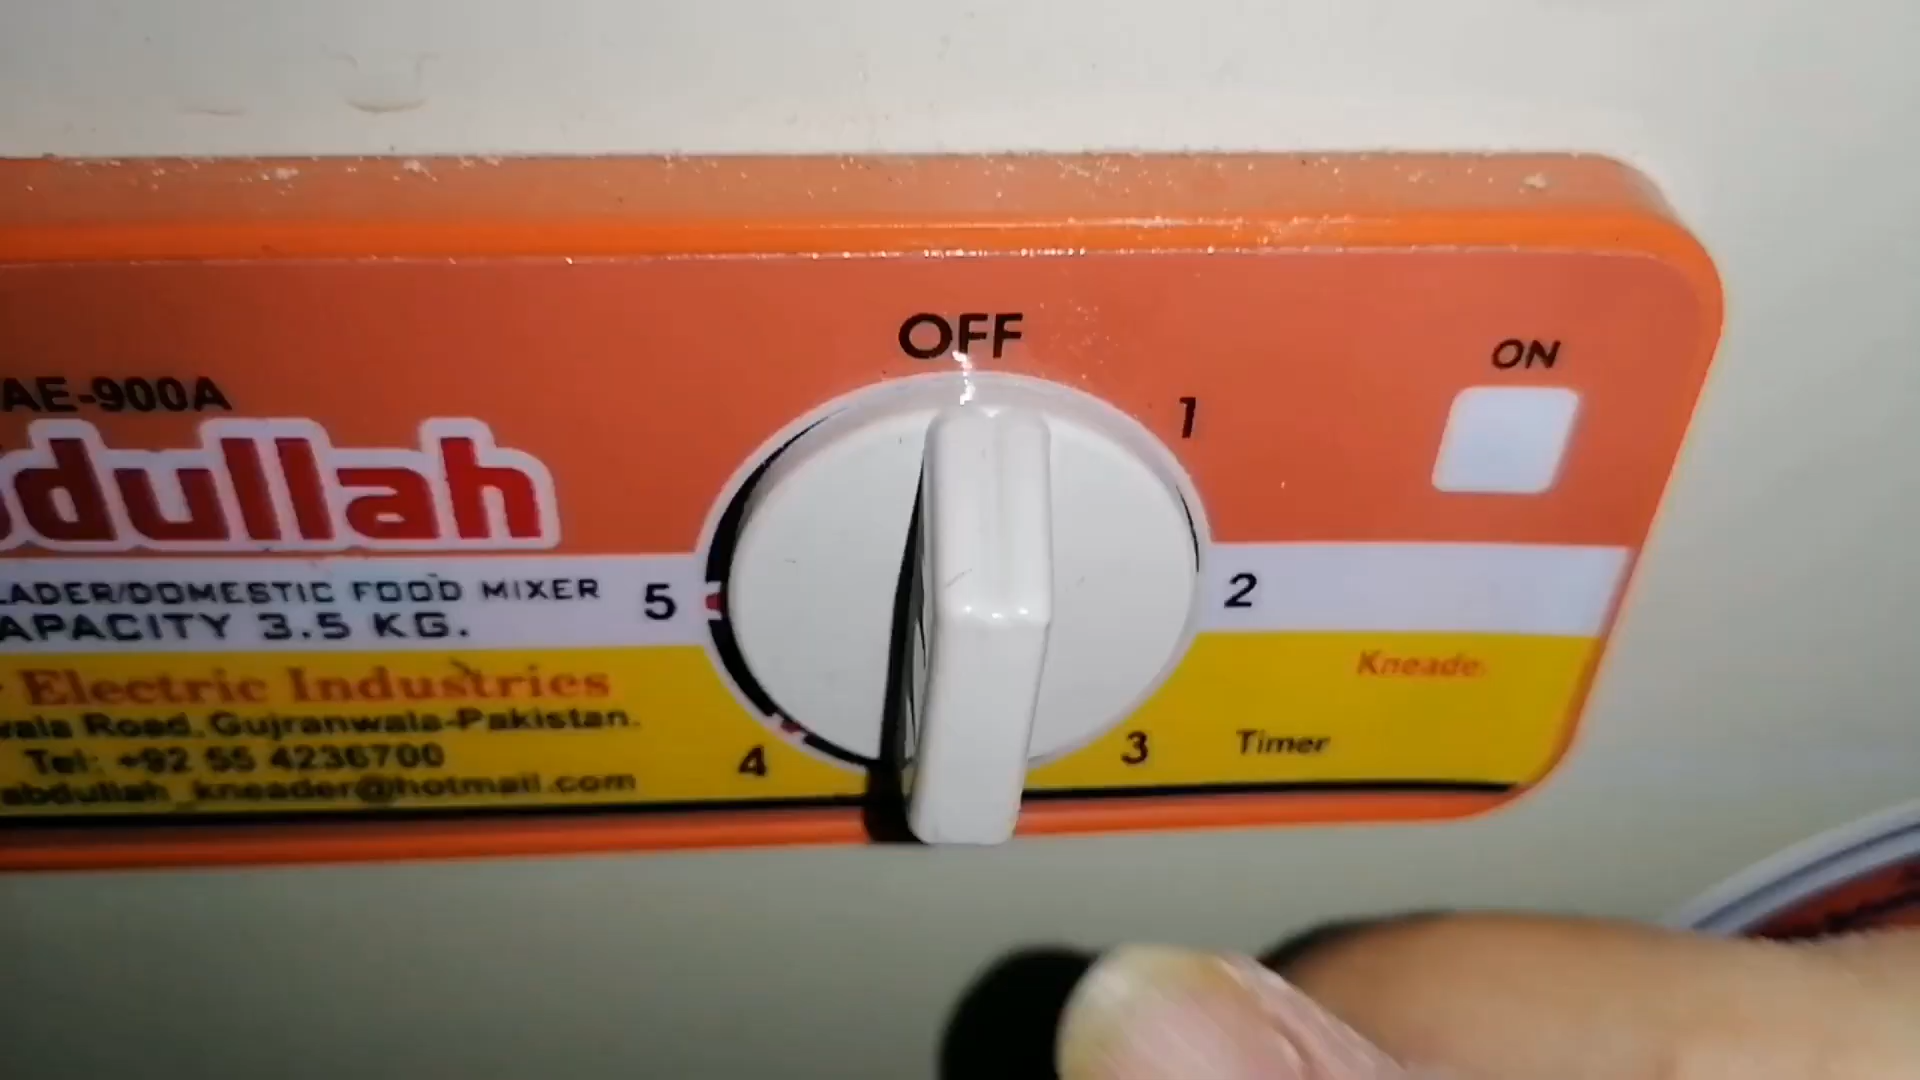 AE-900A
dullah
LADER/DOMESTIC FOOD MIXER
APACITY 3.5 KG.
Electric Industries
wala Road, Gujranwala-Pakistan.
Tel: +92 55 4236700
abdullah_kneader@hotmail.com
OFF
1
2
3
4
5
ON
Kneade
Timer